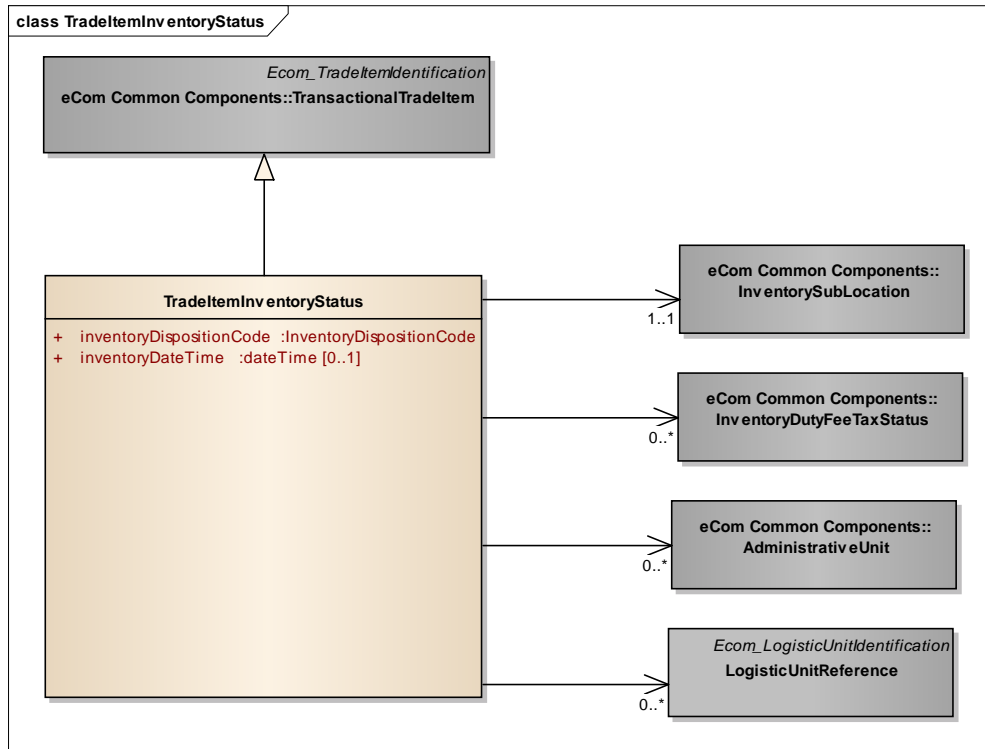 class TradeItemInventoryStatus
Ecom_TradeItemIdentification
eCom Common Components::TransactionalTradeItem
TradeItemInventoryStatus
+ inventoryDispositionCode :InventoryDispositionCode
+ inventoryDateTime :dateTime [0..1]
eCom Common Components::
InventorySubLocation
1..1
eCom Common Components::
InventoryDutyFeeTaxStatus
0..*
eCom Common Components::
AdministrativeUnit
0..*
Ecom_LogisticUnitIdentification
LogisticUnitReference
0..*